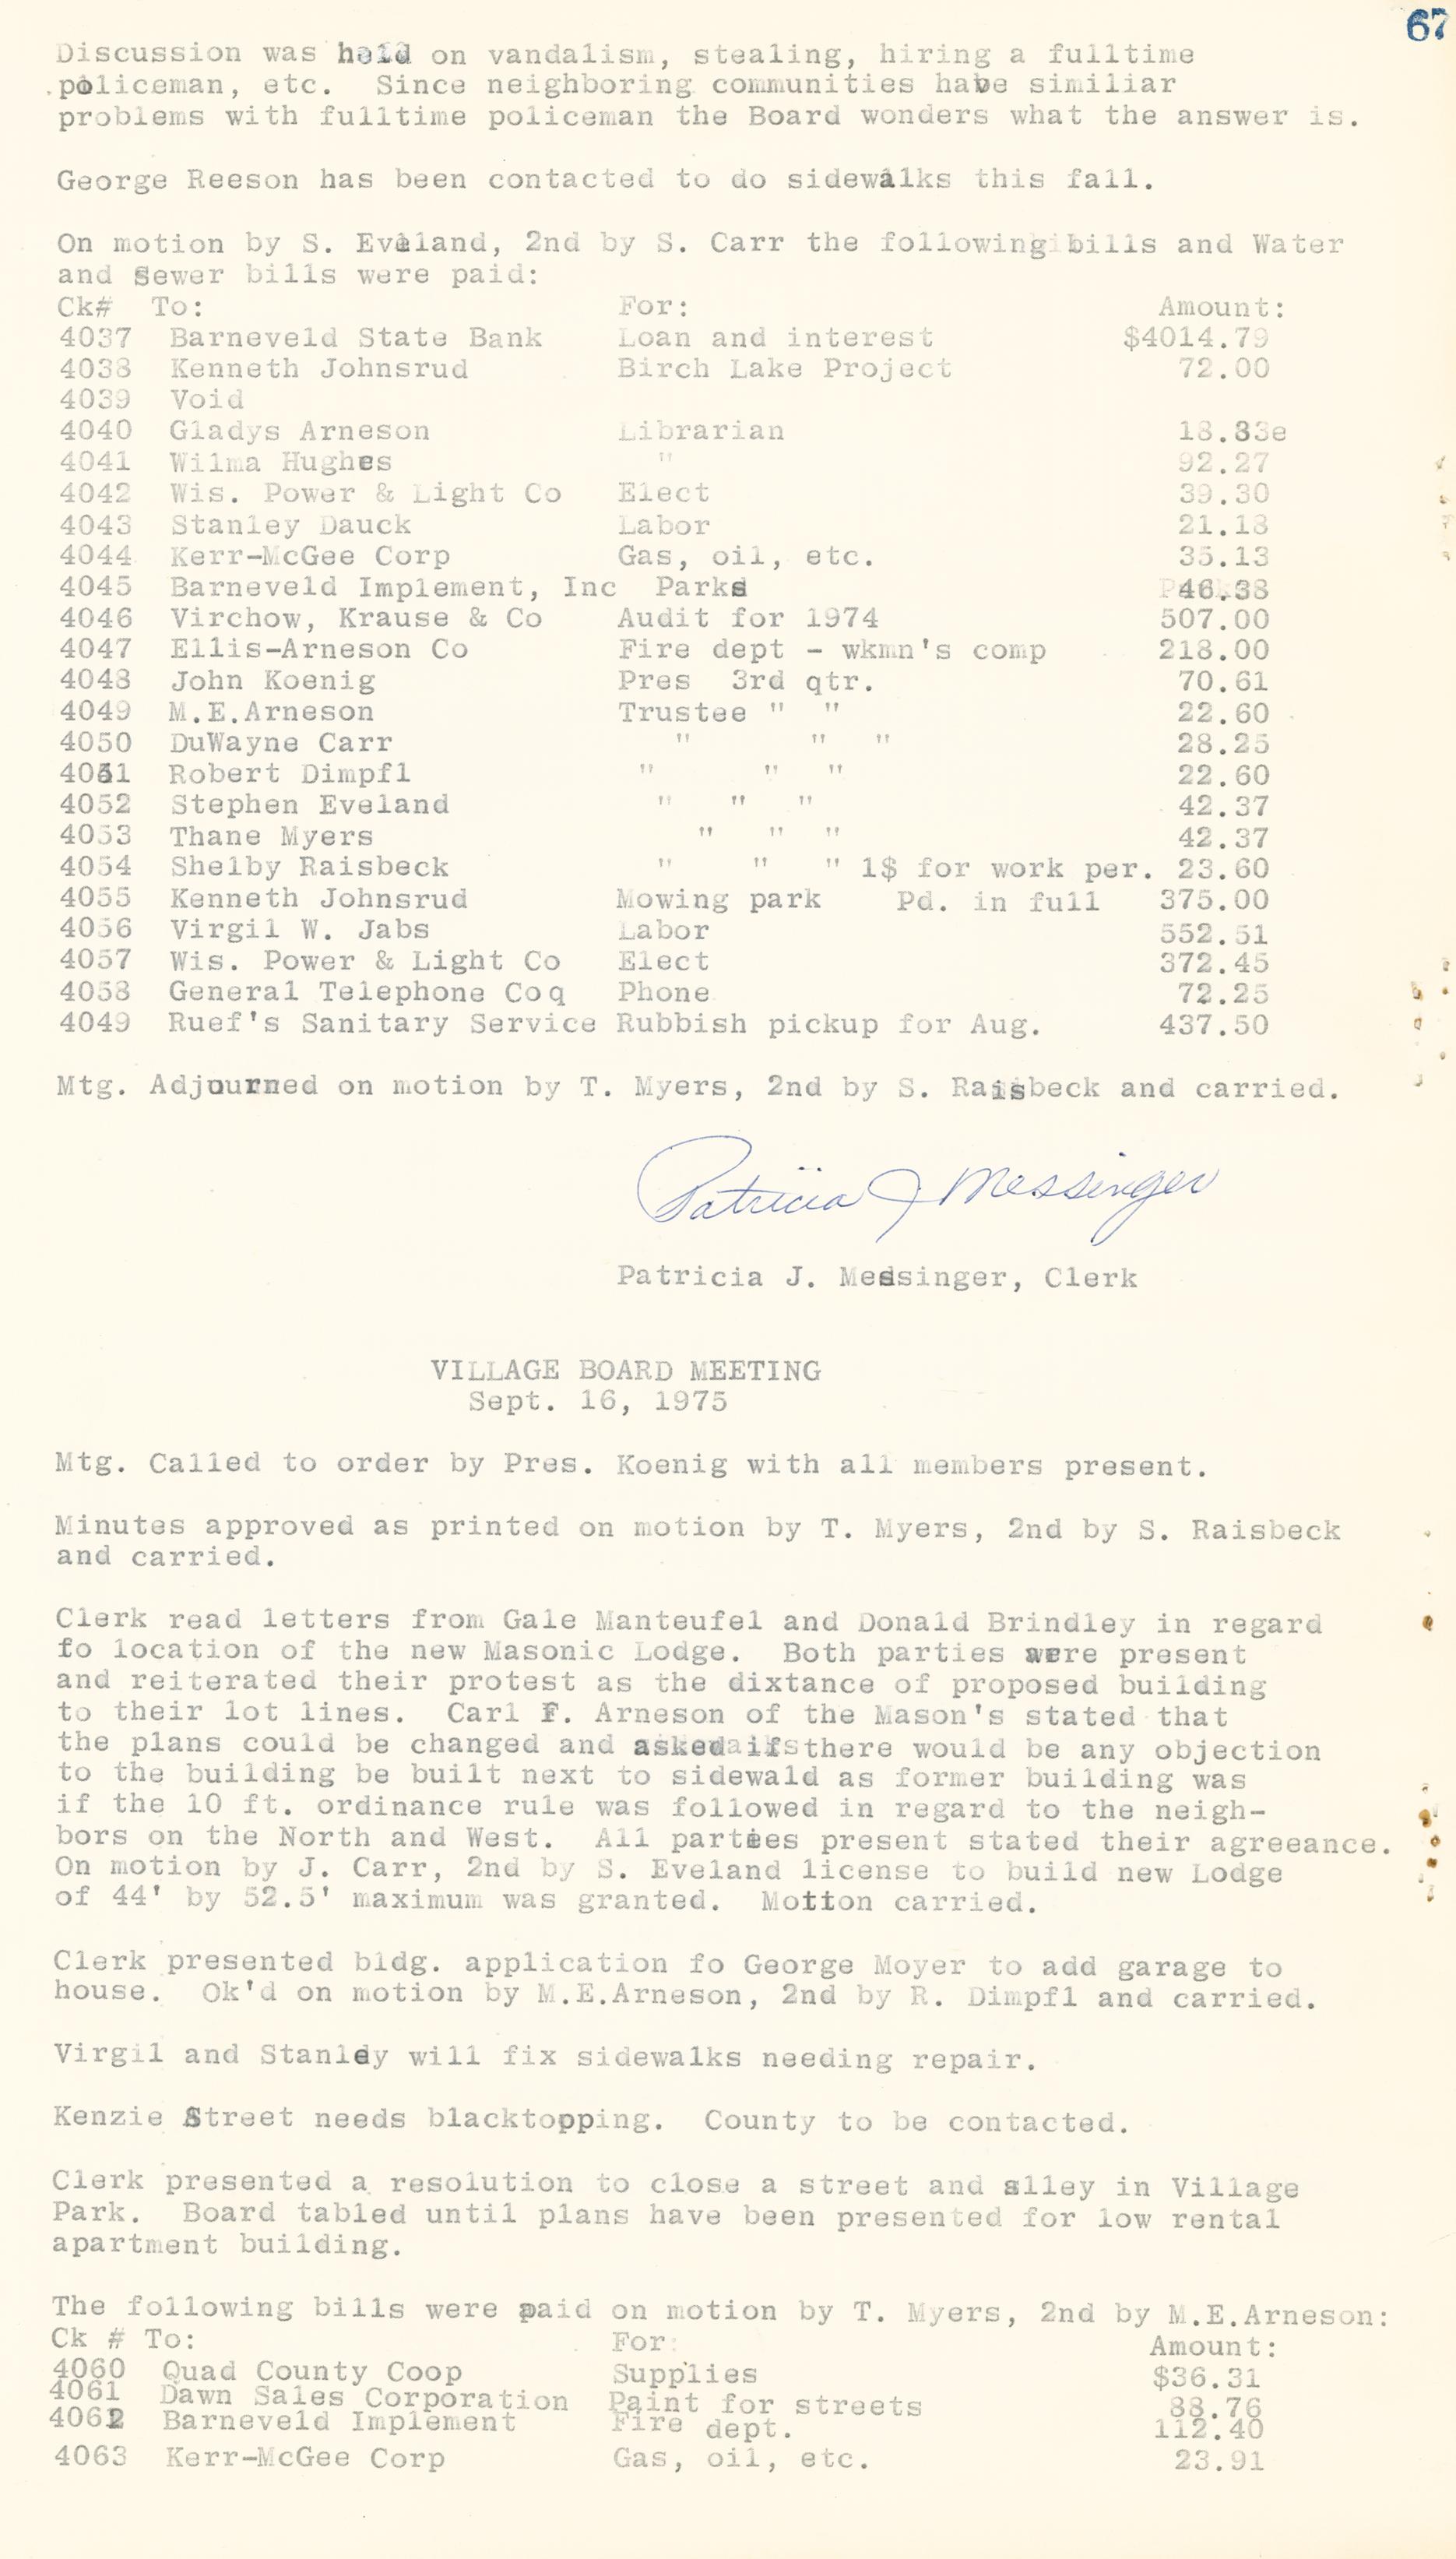 67
Discussion was held on vandalism, stealing, hiring a fulltime
policeman, etc.  Since neighboring communities have similiar
problems with fulltime policeman the Board wonders what the answer is.
George Reeson has been contacted to do sidewalks this fall.
On motion by S. Eveland, 2nd by S. Carr the following bills and Water
and Sewer bills were paid:
Ck#  To:  For:  Amount:
4037  Barneveld State Bank  Loan and interest  $4014.79
4038  Kenneth Johnsrud  Birch Lake Project  72.00
4039  Void
4040  Gladys Arneson  Librarian  18.83e
4041  Wilma Hughes  "  92.27
4042  Wis. Power & Light Co  Elect  39.30
4043  Stanley Dauck  Labor  21.18
4044  Kerr-McGee Corp  Gas, oil, etc.  35.13
4045  Barneveld Implement, Inc  Parks  46.38
4046  Virchow, Krause & Co  Audit for 1974  507.00
4047  Ellis-Arneson Co  Fire dept - wkmn's comp  218.00
4048  John Koenig  Pres  3rd qtr.  70.61
4049  M.E.Arneson  Trustee "  "  22.60
4050  DuWayne Carr  "  "  "  28.25
4051  Robert Dimpfl  "  "  "  22.60
4052  Stephen Eveland  "  "  "  42.37
4053  Thane Myers  "  "  "  42.37
4054  Shelby Raisbeck  "  "  " 1$ for work per. 23.60
4055  Kenneth Johnsrud  Mowing park  Pd. in full  375.00
4056  Virgil W. Jabs  Labor  552.51
4057  Wis. Power & Light Co  Elect  372.45
4058  General Telephone Coq  Phone  72.25
4049  Ruef's Sanitary Service Rubbish pickup for Aug.  437.50
Mtg. Adjourned on motion by T. Myers, 2nd by S. Raisbeck and carried.
Patricia J Messinger
Patricia J. Messinger, Clerk
VILLAGE BOARD MEETING
Sept. 16, 1975
Mtg. Called to order by Pres. Koenig with all members present.
Minutes approved as printed on motion by T. Myers, 2nd by S. Raisbeck
and carried.
Clerk read letters from Gale Manteufel and Donald Brindley in regard
fo location of the new Masonic Lodge.  Both parties were present
and reiterated their protest as the dixtance of proposed building
to their lot lines.  Carl F. Arneson of the Mason's stated that
the plans could be changed and asked if there would be any objection
to the building be built next to sidewald as former building was
if the 10 ft. ordinance rule was followed in regard to the neigh-
bors on the North and West.  All parties present stated their agreeance.
On motion by J. Carr, 2nd by S. Eveland license to build new Lodge
of 44' by 52.5' maximum was granted.  Motion carried.
Clerk presented bldg. application fo George Moyer to add garage to
house.  Ok'd on motion by M.E.Arneson, 2nd by R. Dimpfl and carried.
Virgil and Stanley will fix sidewalks needing repair.
Kenzie Street needs blacktopping.  County to be contacted.
Clerk presented a resolution to close a street and alley in Village
Park.  Board tabled until plans have been presented for low rental
apartment building.
The following bills were paid on motion by T. Myers, 2nd by M.E.Arneson:
Ck # To:  For:  Amount:
4060  Quad County Coop  Supplies  $36.31
4061  Dawn Sales Corporation  Paint for streets  88.76
4062  Barneveld Implement  Fire dept.  112.40
4063  Kerr-McGee Corp  Gas, oil, etc.  23.91